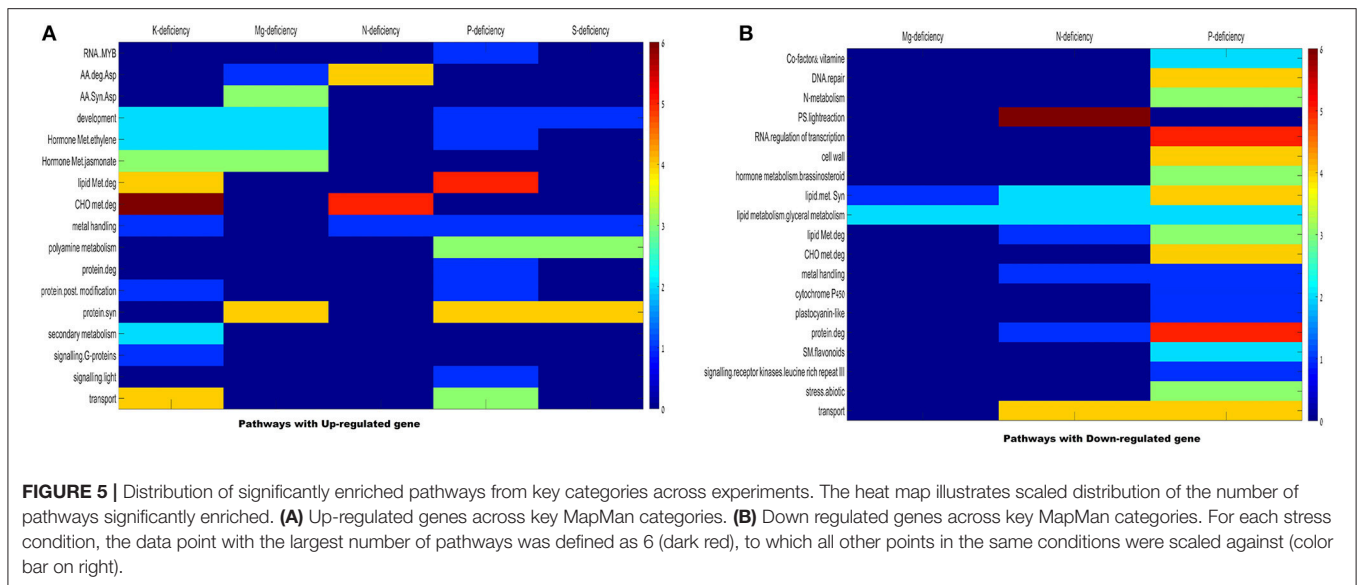 A
K-deficiency Mg-deficiency N-deficiency P-deficiency S-deficiency
RNA..MYB
AA.deg.Asp
AA.Syn.Asp
development
Hormone Met.ethylene
Hormone Met.jasmonate
lipid Met.deg
CHO met.deg
metal handling
polyamine metabolism
protein.deg
protein.post. modification
protein.syn
secondary metabolism
signalling.G-proteins
signalling.light
transport
6
5
4
3
2
1
0
Pathways with Up-regulated gene
B
Mg-deficiency N-deficiency P-deficiency
Co-factor& vitamine
DNA.repair
N-metabolism
PS.lightreaction
RNA.regulation of transcription
cell wall
hormone metabolism.brassinosteroid
lipid.met. Syn
lipid metabolism.glyceral metabolism
lipid Met.deg
CHO met.deg
metal handling
cytochrome P450
plastocyanin-like
protein.deg
SM.flavonoids
signalling.receptor kinases.leucine rich repeat III
stress.abiotic
transport
6
5
4
3
2
1
0
Pathways with Down-regulated gene
FIGURE 5 | Distribution of significantly enriched pathways from key categories across experiments. The heat map illustrates scaled distribution of the number of
pathways significantly enriched. (A) Up-regulated genes across key MapMan categories. (B) Down regulated genes across key MapMan categories. For each stress
condition, the data point with the largest number of pathways was defined as 6 (dark red), to which all other points in the same conditions were scaled against (color
bar on right).